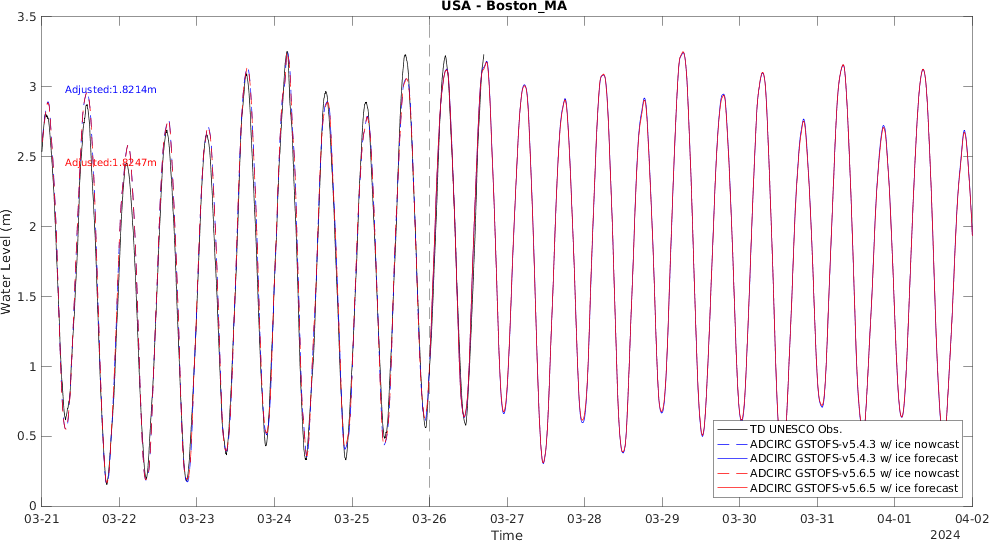 USA - Boston_MA
3.5
3
2.5
2
1.5
1
0.5
0
Water Level (m)
Adjusted:1.8214m
Adjusted:1.8247m
TD UNESCO Obs.
ADCIRC GSTOFS-v5.4.3 w/ ice nowcast
ADCIRC GSTOFS-v5.4.3 w/ ice forecast
ADCIRC GSTOFS-v5.6.5 w/ ice nowcast
ADCIRC GSTOFS-v5.6.5 w/ ice forecast
03-21 03-22 03-23 03-24 03-25 03-26 03-27 03-28 03-29 03-30 03-31 04-01 04-02
Time
2024